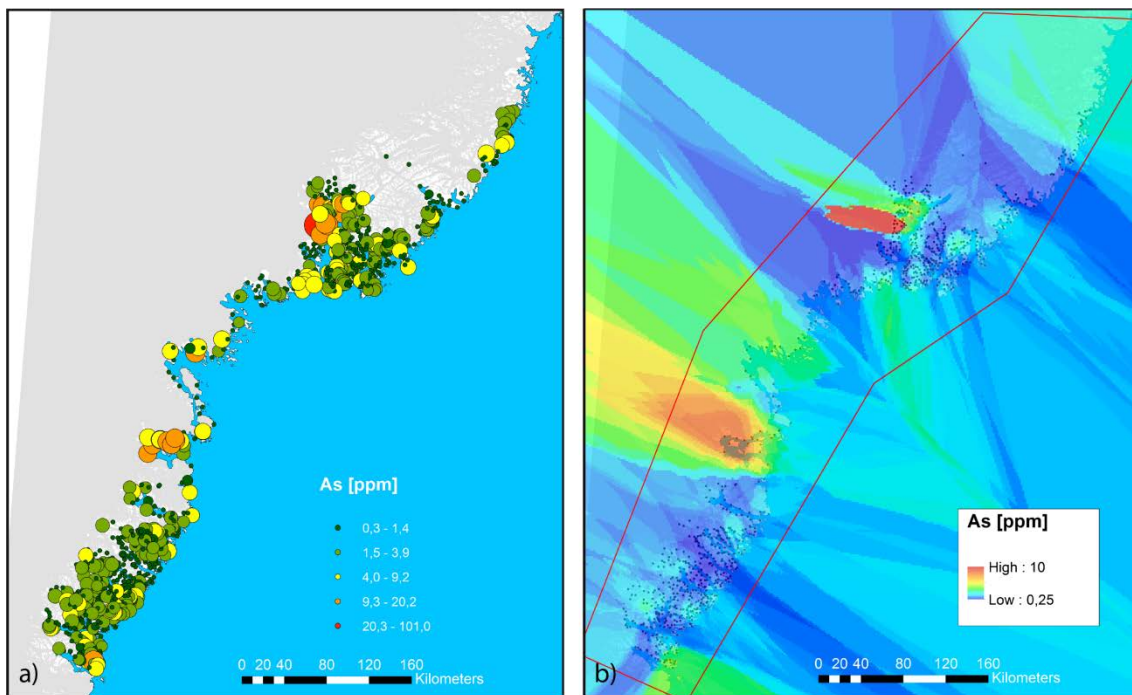 As [ppm]
0,3 - 1,4
1,5 - 3,9
4,0 - 9,2
9,3 - 20,2
20,3 - 101,0
a)
0 20 40 80 120 160
Kilometers
As [ppm]
High : 10
Low : 0,25
b)
0 20 40 80 120 160
Kilometers